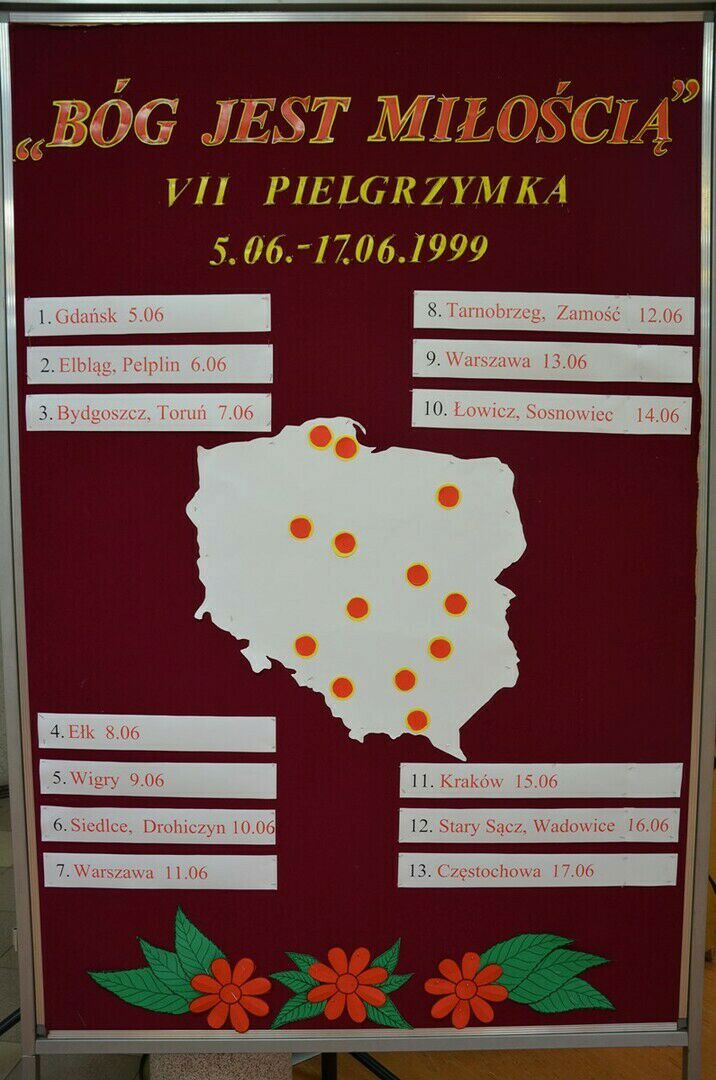 „BÓG JEST MIŁOŚCIĄ”
VII PIELGRZYMKA
5.06.-17.06.1999
1. Gdańsk 5.06
2. Elbląg, Pelplin 6.06
3. Bydgoszcz, Toruń 7.06
4. Ełk 8.06
5. Wigry 9.06
6. Siedlce, Drohiczyn 10.06
7. Warszawa 11.06
8. Tarnobrzeg, Zamość 12.06
9. Warszawa 13.06
10. Łowicz, Sosnowiec 14.06
11. Kraków 15.06
12. Stary Sącz, Wadowice 16.06
13. Częstochowa 17.06